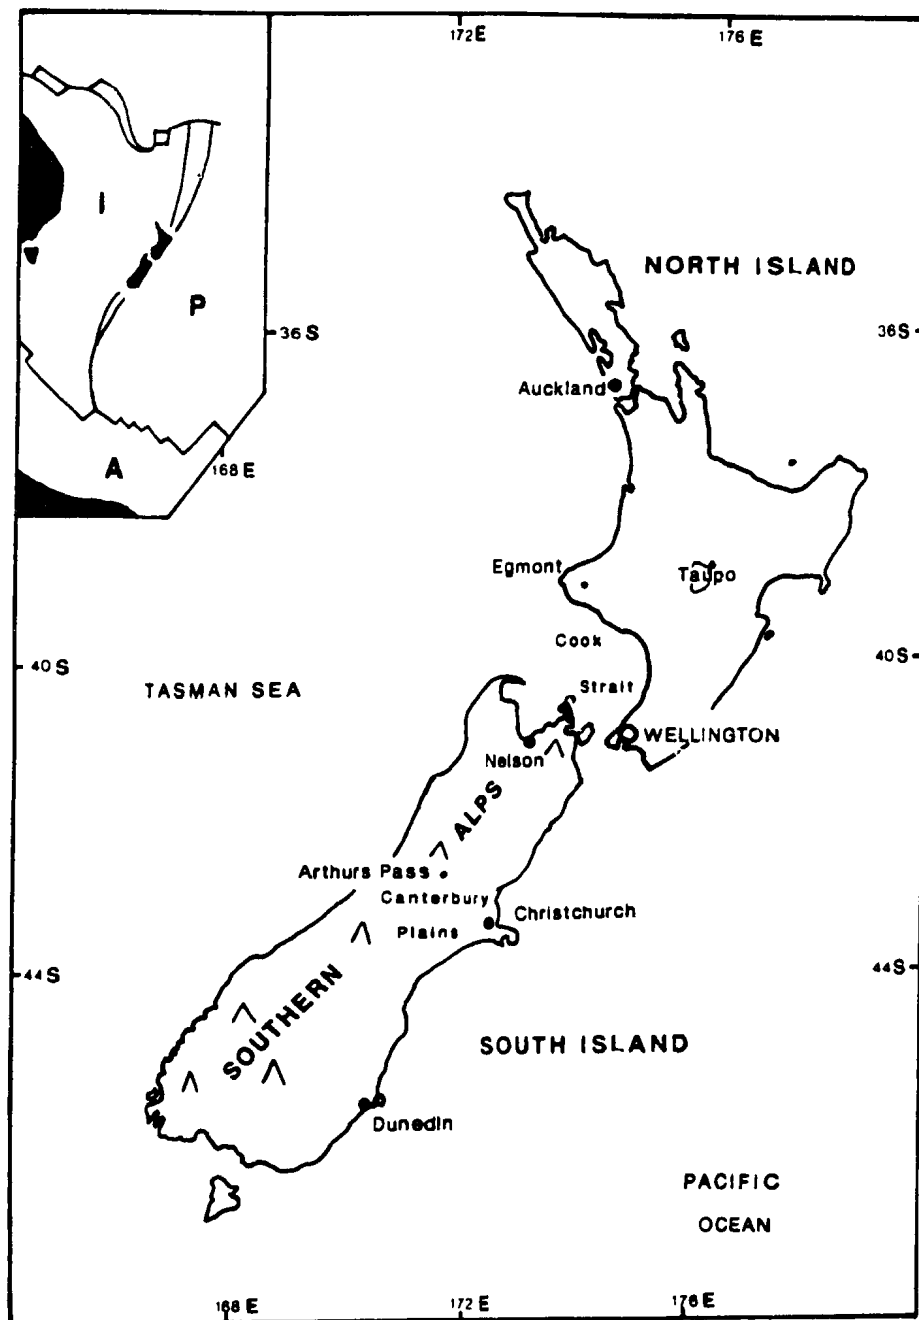 172E
176E
I
P
A
168E
NORTH ISLAND
36S
36S
Auckland
Egmont
Taupo
Cook
Strait
40S
40S
TASMAN SEA
WELLINGTON
Nelson
ALPS
Arthurs Pass
Canterbury
Plains
Christchurch
44S
44S
SOUTHERN
SOUTH ISLAND
Dunedin
PACIFIC
OCEAN
168E
172E
176E